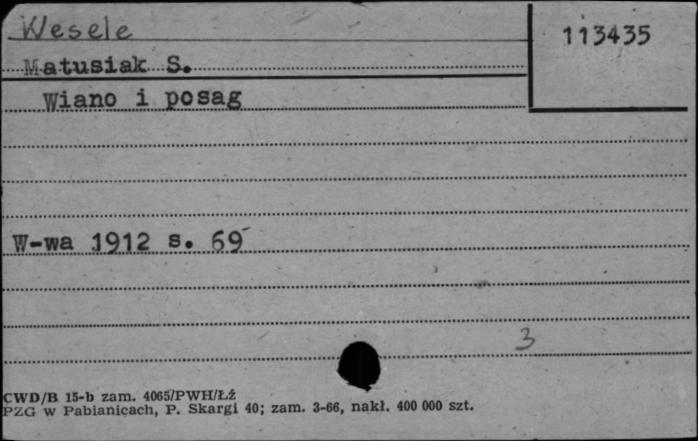 Wesele
113435
Matusiak S.
Wiano i posag
W-wa 1912 s. 69
3
CWD/B 15-b zam. 4065/PWH/ŁŹ
PZG w Pabianicach, P. Skargi 40; zam. 3-66, nakł. 400 000 szt.